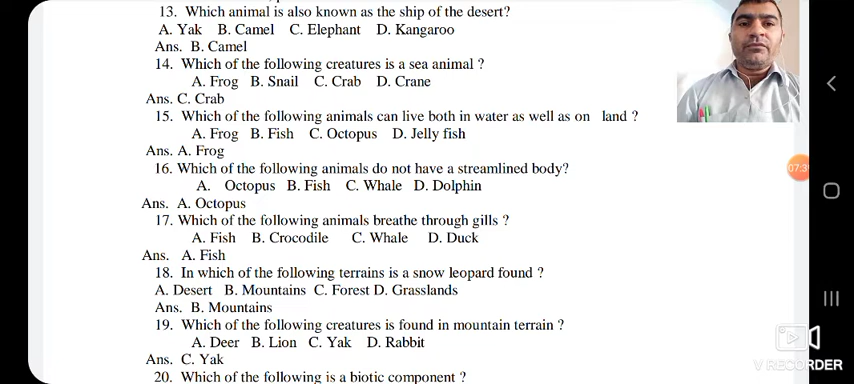 13. Which animal is also known as the ship of the desert?
A. Yak B. Camel C. Elephant D. Kangaroo
Ans. B. Camel
14. Which of the following creatures is a sea animal ?
A. Frog B. Snail C. Crab D. Crane
Ans. C. Crab
15. Which of the following animals can live both in water as well as on land ?
A. Frog B. Fish C. Octopus D. Jelly fish
Ans. A. Frog
16. Which of the following animals do not have a streamlined body?
A. Octopus B. Fish C. Whale D. Dolphin
Ans. A. Octopus
17. Which of the following animals breathe through gills ?
A. Fish B. Crocodile C. Whale D. Duck
Ans. A. Fish
18. In which of the following terrains is a snow leopard found ?
A. Desert B. Mountains C. Forest D. Grasslands
Ans. B. Mountains
19. Which of the following creatures is found in mountain terrain ?
A. Deer B. Lion C. Yak D. Rabbit
Ans. C. Yak
20. Which of the following is a biotic component ?
V RECORDER